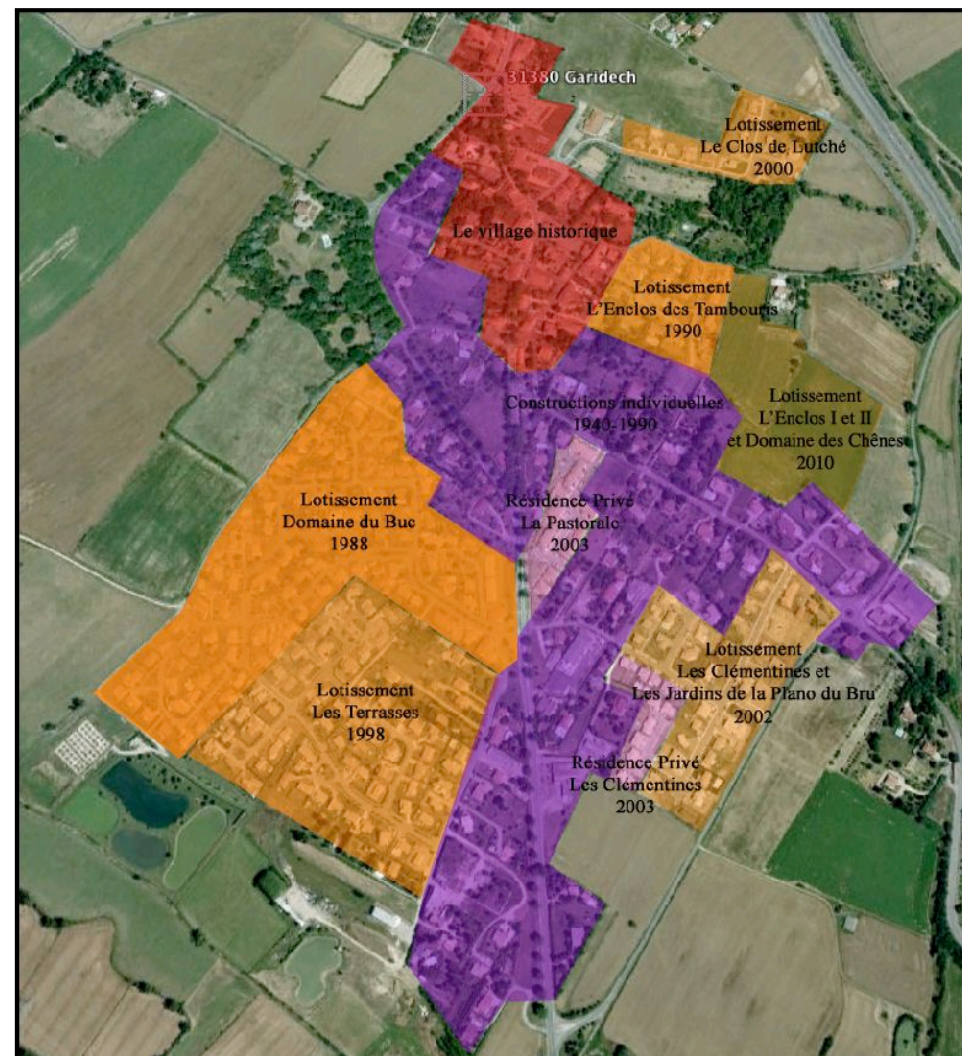 31380 Garidech
Lotissement
Le Clos de Lutché
2000
Le village historique
Lotissement
L'Enclos des Tambouris
1990
Constructions individuelles
1940-1990
Lotissement
L'Enclos I et II
et Domaine des Chênes
2010
Lotissement
Domaine du Buc
1988
Résidence Privé
La Pastorale
2003
Lotissement
Les Terrasses
1998
Lotissement
Les Clémentines et
Les Jardins de la Plano du Bru
2002
Résidence Privé
Les Clémentines
2003